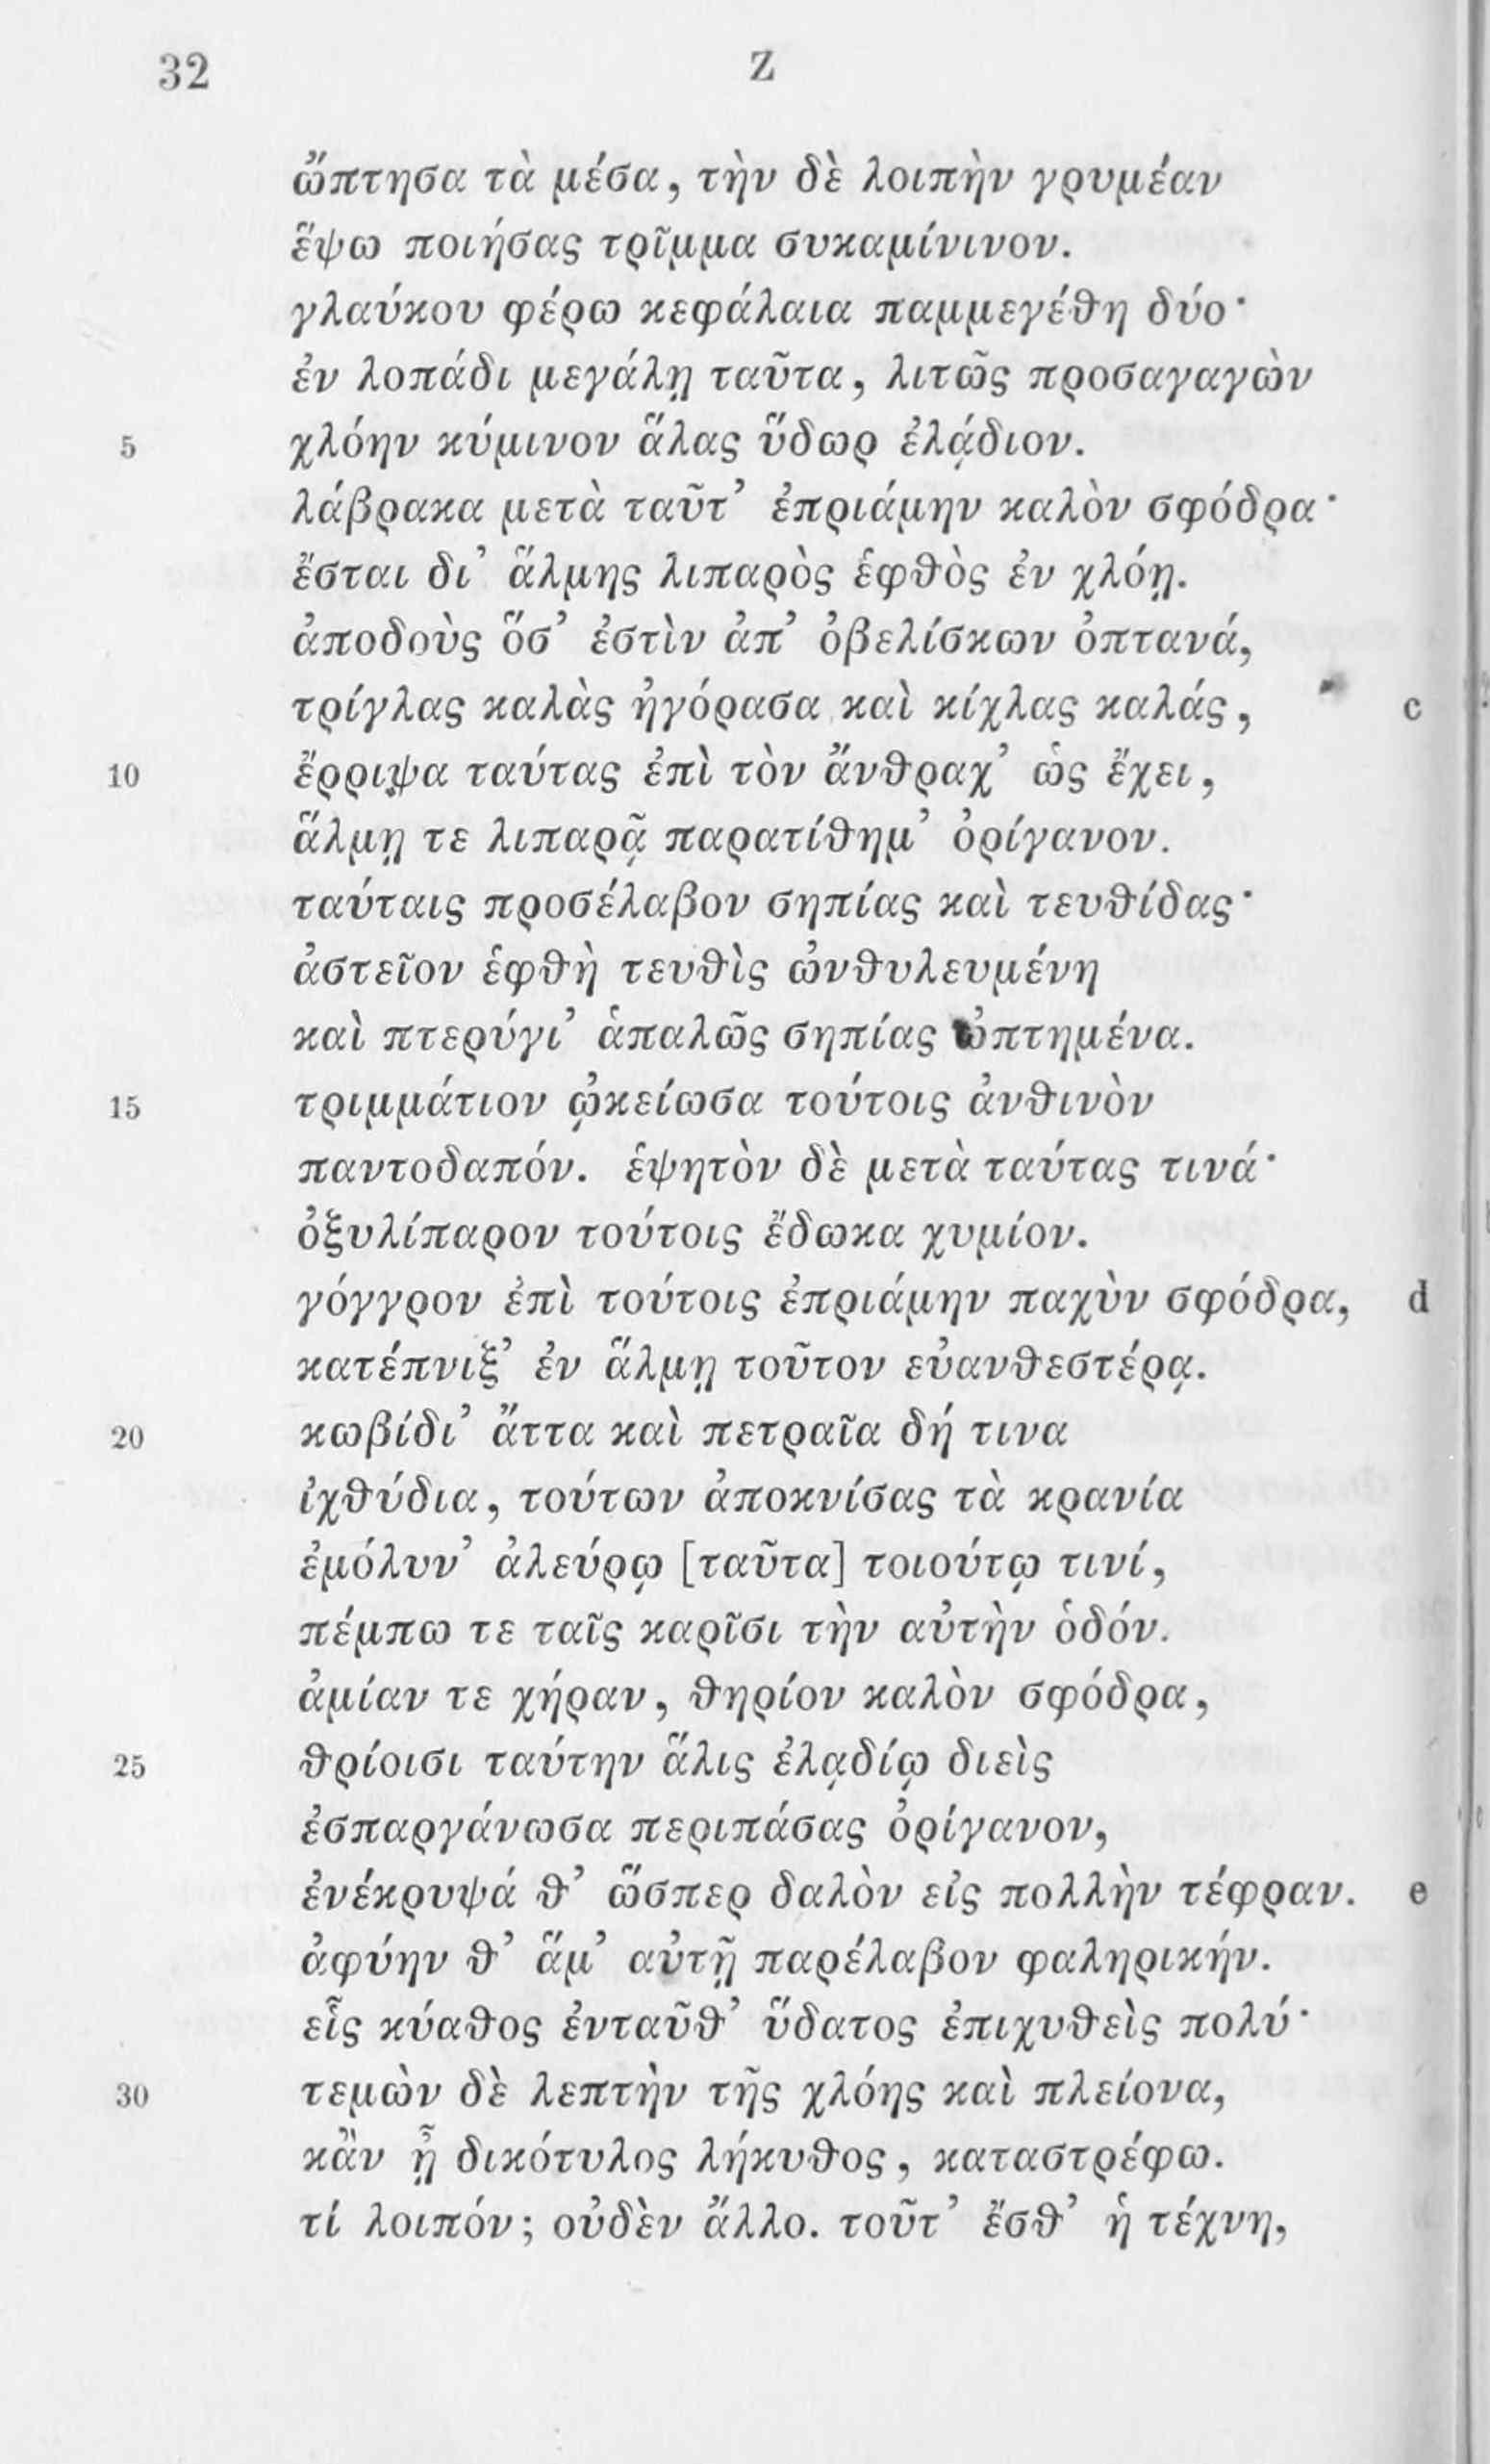 32 Z
ὤπτησα τὰ μέσα, τὴν δὲ λοιπὴν γρυμέαν
ἕψω ποιήσας τρῖμμα συκαμίνινον.
γλαύκου φέρω κεφάλαια παμμεγέθη δύο·
ἐν λοπάδι μεγάλῃ ταῦτα, λιτῶς προσαγαγὼν
5 χλόην κύμινον ἅλας ὕδωρ ἐλᾴδιον.
λάβρακα μετὰ ταῦτ’ ἐπριάμην καλὸν σφόδρα·
ἔσται δι’ ἅλμης λιπαρὸς ἑφθὸς ἐν χλόῃ.
ἀποδοὺς ὅσ’ ἐστὶν ἀπ’ ὀβελίσκων ὀπτανά,
τρίγλας καλὰς ἠγόρασα καὶ κίχλας καλάς, c
10 ἔρριψα ταύτας ἐπὶ τὸν ἄνθραχ’ ὡς ἔχει,
ἅλμῃ τε λιπαρᾷ παρατίθημ’ ὀρίγανον.
ταύταις προσέλαβον σηπίας καὶ τευθίδας·
ἀστεῖον ἑφθὴ τευθὶς ὠνθυλευμένη
καὶ πτερύγι’ ἁπαλῶς σηπίας ὠπτημένα.
15 τριμμάτιον ᾠκείωσα τούτοις ἀνθινὸν
παντοδαπόν. ἑψητὸν δὲ μετὰ ταύτας τινά·
ὀξυλίπαρον τούτοις ἔδωκα χυμίον.
γόγγρον ἐπὶ τούτοις ἐπριάμην παχὺν σφόδρα, d
κατέπνιξ’ ἐν ἅλμῃ τοῦτον εὐανθεστέρᾳ.
20 κωβίδι’ ἄττα καὶ πετραῖα δή τινα
ἰχθύδια, τούτων ἀποκνίσας τὰ κρανία
ἐμόλυν’ ἀλεύρῳ [ταῦτα] τοιούτῳ τινί,
πέμπω τε ταῖς καρῖσι τὴν αὐτὴν ὁδόν.
ἀμίαν τε χήραν, θηρίον καλὸν σφόδρα,
25 θρίοισι ταύτην ἅλις ἐλᾳδίῳ διεὶς
ἐσπαργάνωσα περιπάσας ὀρίγανον,
ἐνέκρυψά θ’ ὥσπερ δαλὸν εἰς πολλὴν τέφραν. e
ἀφύην θ’ ἅμ’ αὐτῇ παρέλαβον φαληρικήν.
εἷς κύαθος ἐνταῦθ’ ὕδατος ἐπιχυθεὶς πολύ·
30 τεμὼν δὲ λεπτὴν τῆς χλόης καὶ πλείονα,
κἂν ᾖ δικότυλος λήκυθος, καταστρέφω.
τί λοιπόν; οὐδὲν ἄλλο. τοῦτ’ ἔσθ’ ἡ τέχνη,